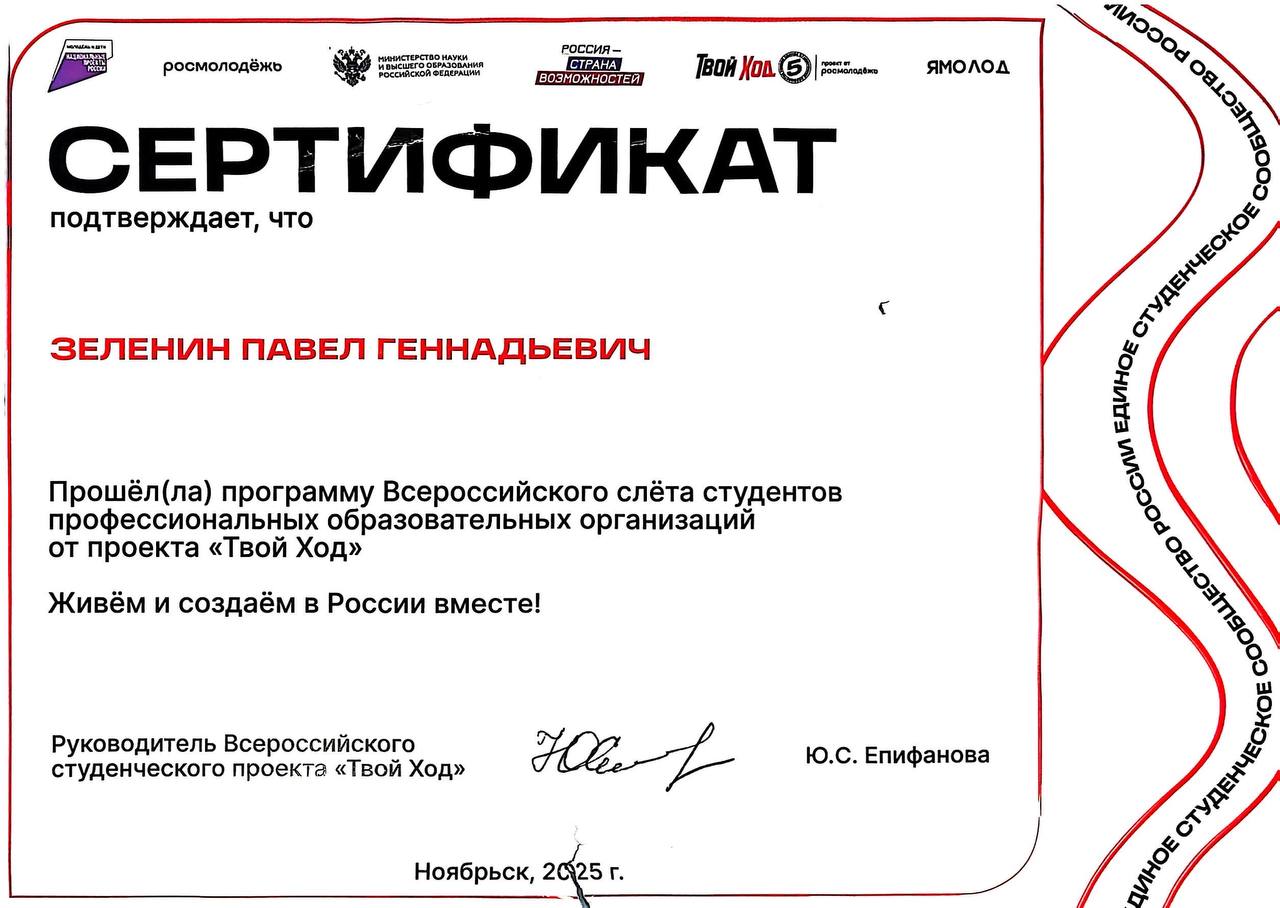 МОЛОДЁЖЬ И ДЕТИ
НАЦИОНАЛЬНЫЕ
ПРОЕКТЫ
РОССИИ
росмолодёжь
МИНИСТЕРСТВО НАУКИ
И ВЫСШЕГО ОБРАЗОВАНИЯ
РОССИЙСКОЙ ФЕДЕРАЦИИ
РОССИЯ –
СТРАНА
ВОЗМОЖНОСТЕЙ
ТВОЙ ХОД 5
проект от
росмолодёжь
ЯМОЛОД
СЕРТИФИКАТ
подтверждает, что
ЗЕЛЕНИН ПАВЕЛ ГЕННАДЬЕВИЧ
Прошёл(ла) программу Всероссийского слёта студентов
профессиональных образовательных организаций
от проекта «Твой Ход»
Живём и создаём в России вместе!
Руководитель Всероссийского
студенческого проекта «Твой Ход»
Ю.С. Епифанова
Ноябрьск, 2025 г.
ЕДИНОЕ СТУДЕНЧЕСКОЕ СООБЩЕСТВО РОССИИ ЕДИНОЕ СТУДЕНЧЕСКОЕ СООБЩЕСТВО РОССИИ